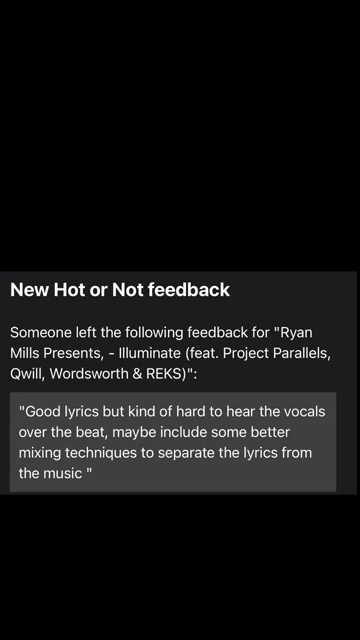 New Hot or Not feedback
Someone left the following feedback for "Ryan
Mills Presents, - Illuminate (feat. Project Parallels,
Qwill, Wordsworth & REKS)":
"Good lyrics but kind of hard to hear the vocals
over the beat, maybe include some better
mixing techniques to separate the lyrics from
the music "